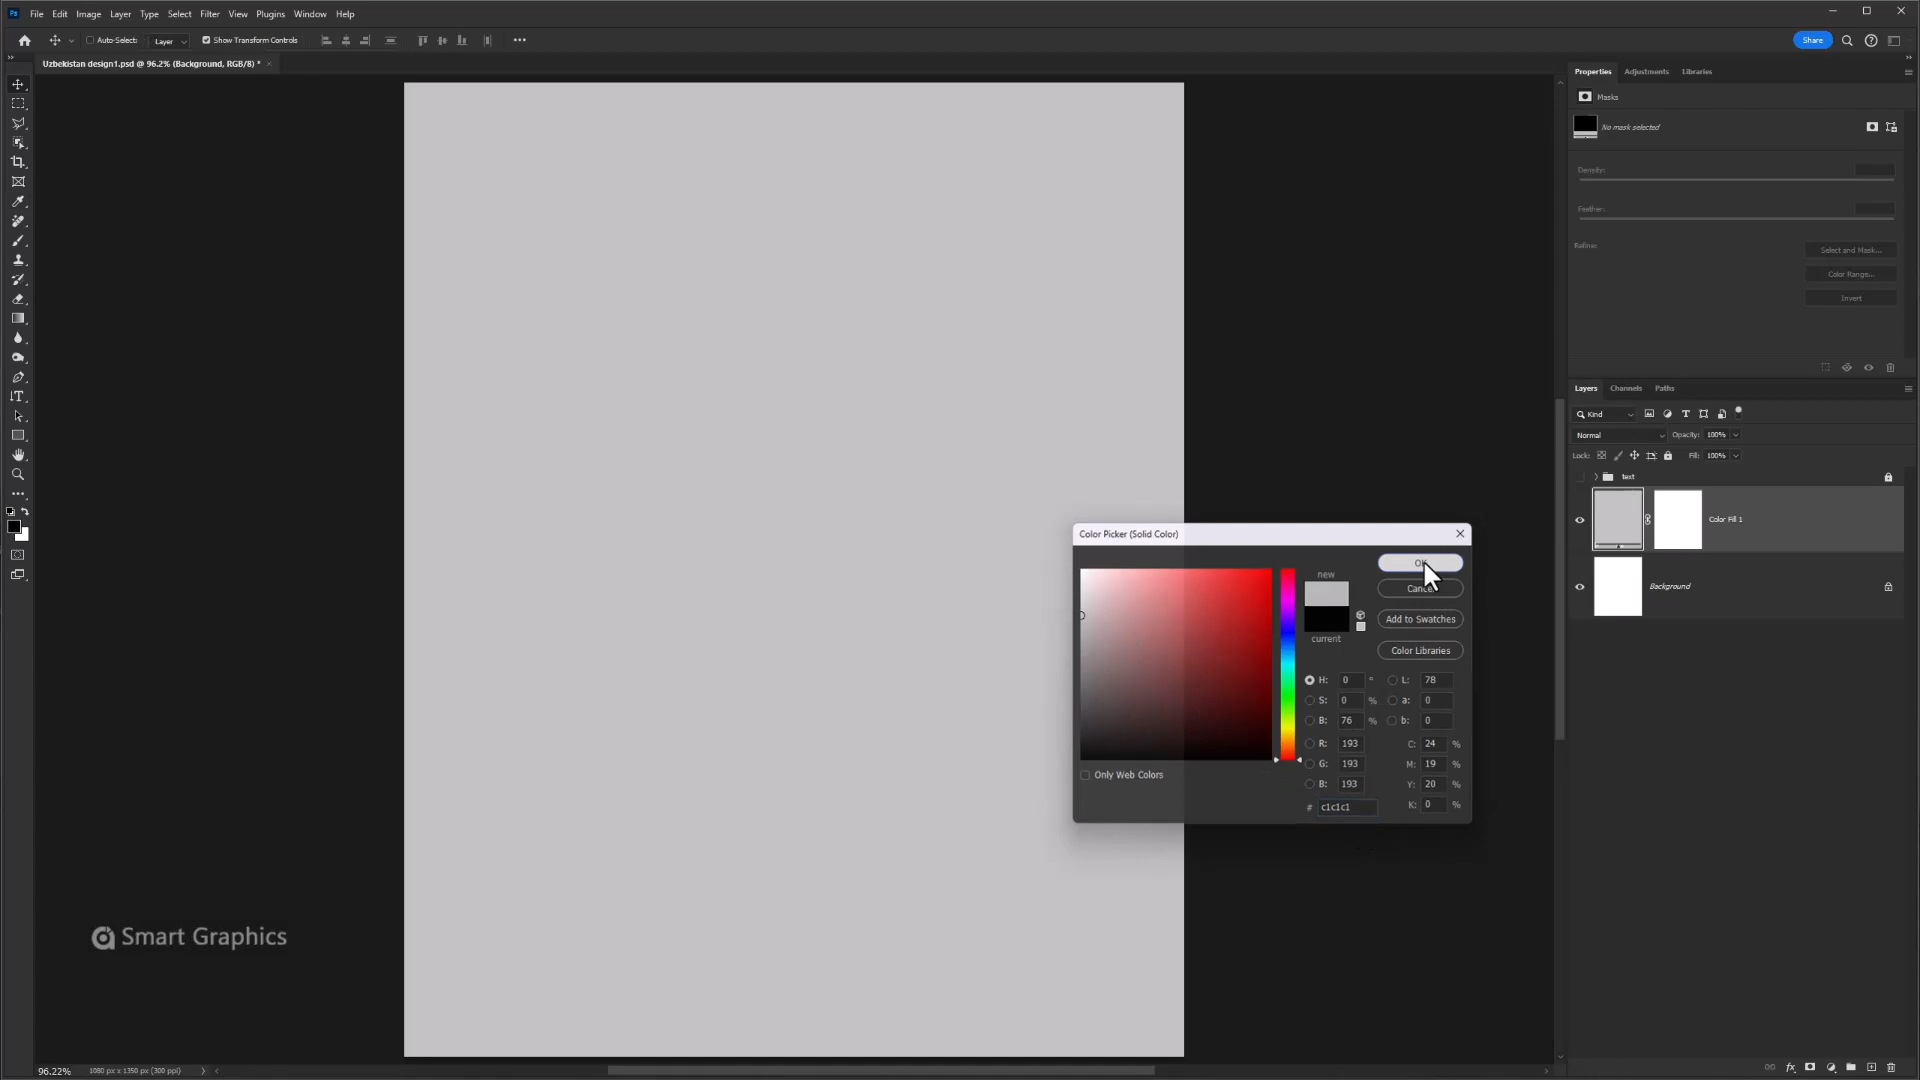 Ps File Edit Image Layer Type Select Filter View Plugins Window Help
Auto-Select: Layer Show Transform Controls Share
Uzbekistan design1.psd @ 96.2% (Background, RGB/8) *
Properties Adjustments Libraries
Masks
No mask selected
Density:
Feather:
Refine:
Select and Mask...
Color Range...
Invert
Layers Channels Paths
Kind
Normal Opacity: 100%
Lock: Fill: 100%
text
Color Fill 1
Background
Color Picker (Solid Color)
new
current
OK
Cancel
Add to Swatches
Color Libraries
H: 0 ° L: 78
S: 0 % a: 0
B: 76 % b: 0
R: 193 C: 24 %
G: 193 M: 19 %
B: 193 Y: 20 %
# c1c1c1 K: 0 %
Only Web Colors
Smart Graphics
96.22% 1080 px x 1350 px (300 ppi)